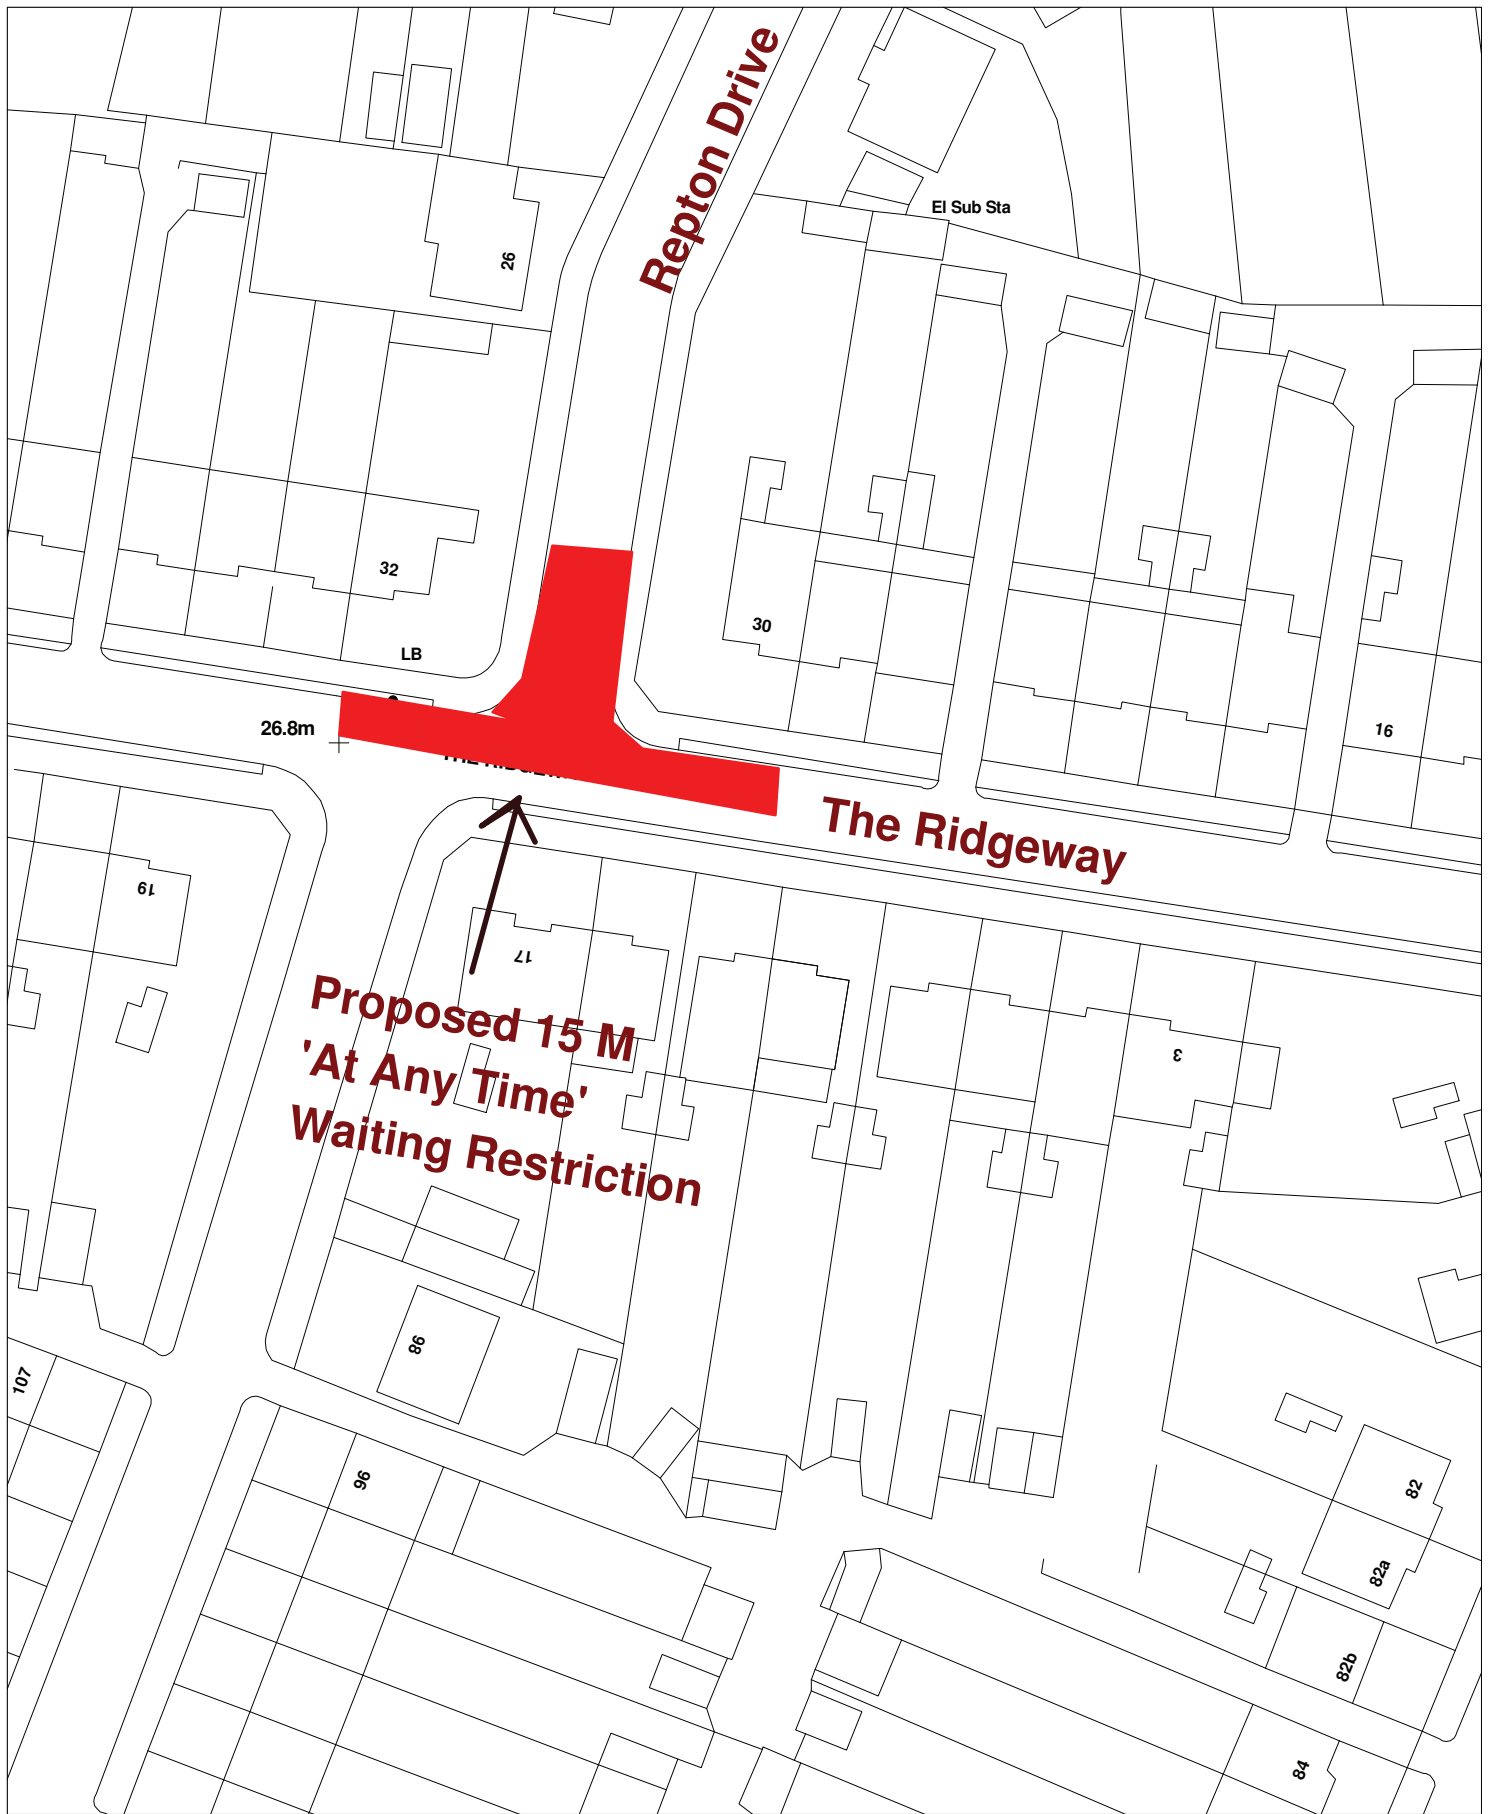 Repton Drive
El Sub Sta
26
32
30
LB
16
26.8m
The Ridgeway
19
17
Proposed 15 M
'At Any Time'
Waiting Restriction
3
86
107
96
82
82a
82b
84